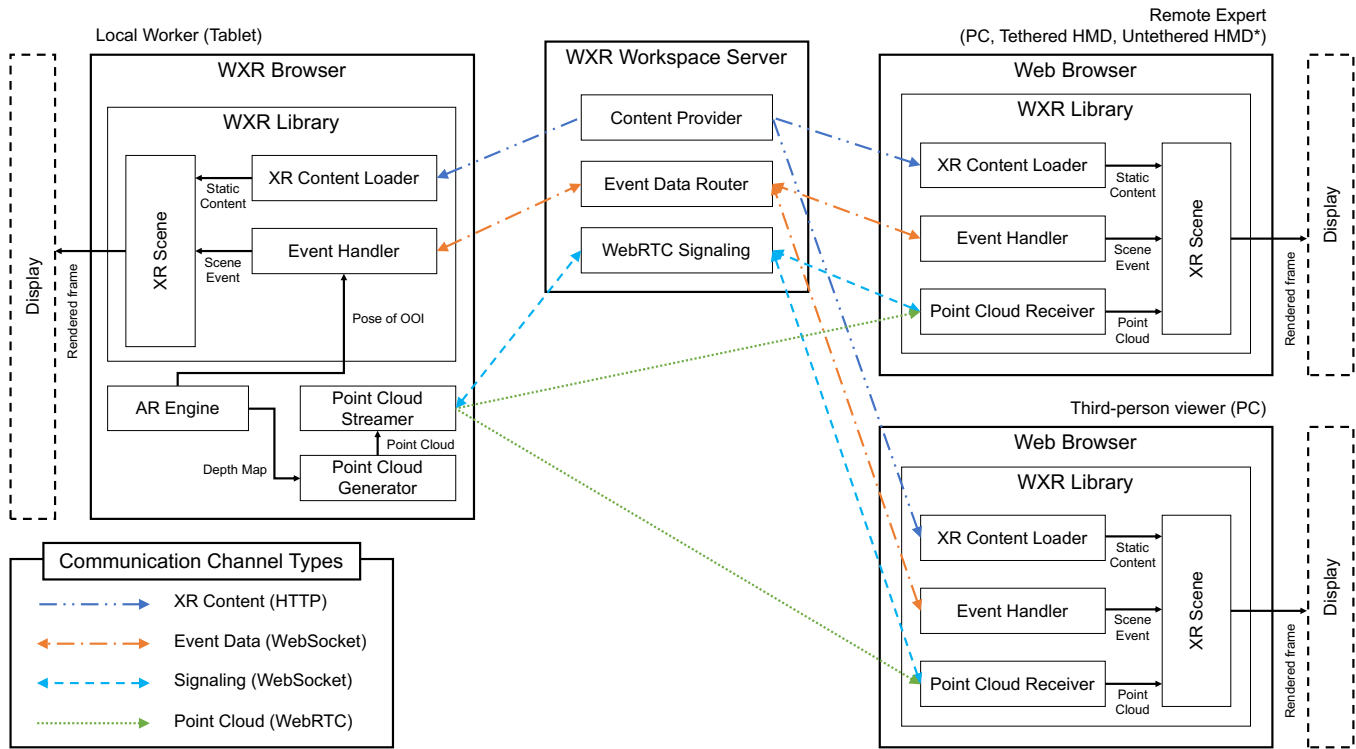 Local Worker (Tablet)
WXR Browser
WXR Library
XR Scene
XR Content Loader
Static
Content
Event Handler
Scene
Event
Pose of OOI
Display
Rendered frame
AR Engine
Point Cloud
Streamer
Point Cloud
Depth Map
Point Cloud
Generator
WXR Workspace Server
Content Provider
Event Data Router
WebRTC Signaling
Remote Expert
(PC, Tethered HMD, Untethered HMD*)
Web Browser
WXR Library
XR Content Loader
Static
Content
Event Handler
Scene
Event
Point Cloud Receiver
Point
Cloud
XR Scene
Rendered frame
Display
Third-person viewer (PC)
Web Browser
WXR Library
XR Content Loader
Static
Content
Event Handler
Scene
Event
Point Cloud Receiver
Point
Cloud
XR Scene
Rendered frame
Display
Communication Channel Types
XR Content (HTTP)
Event Data (WebSocket)
Signaling (WebSocket)
Point Cloud (WebRTC)